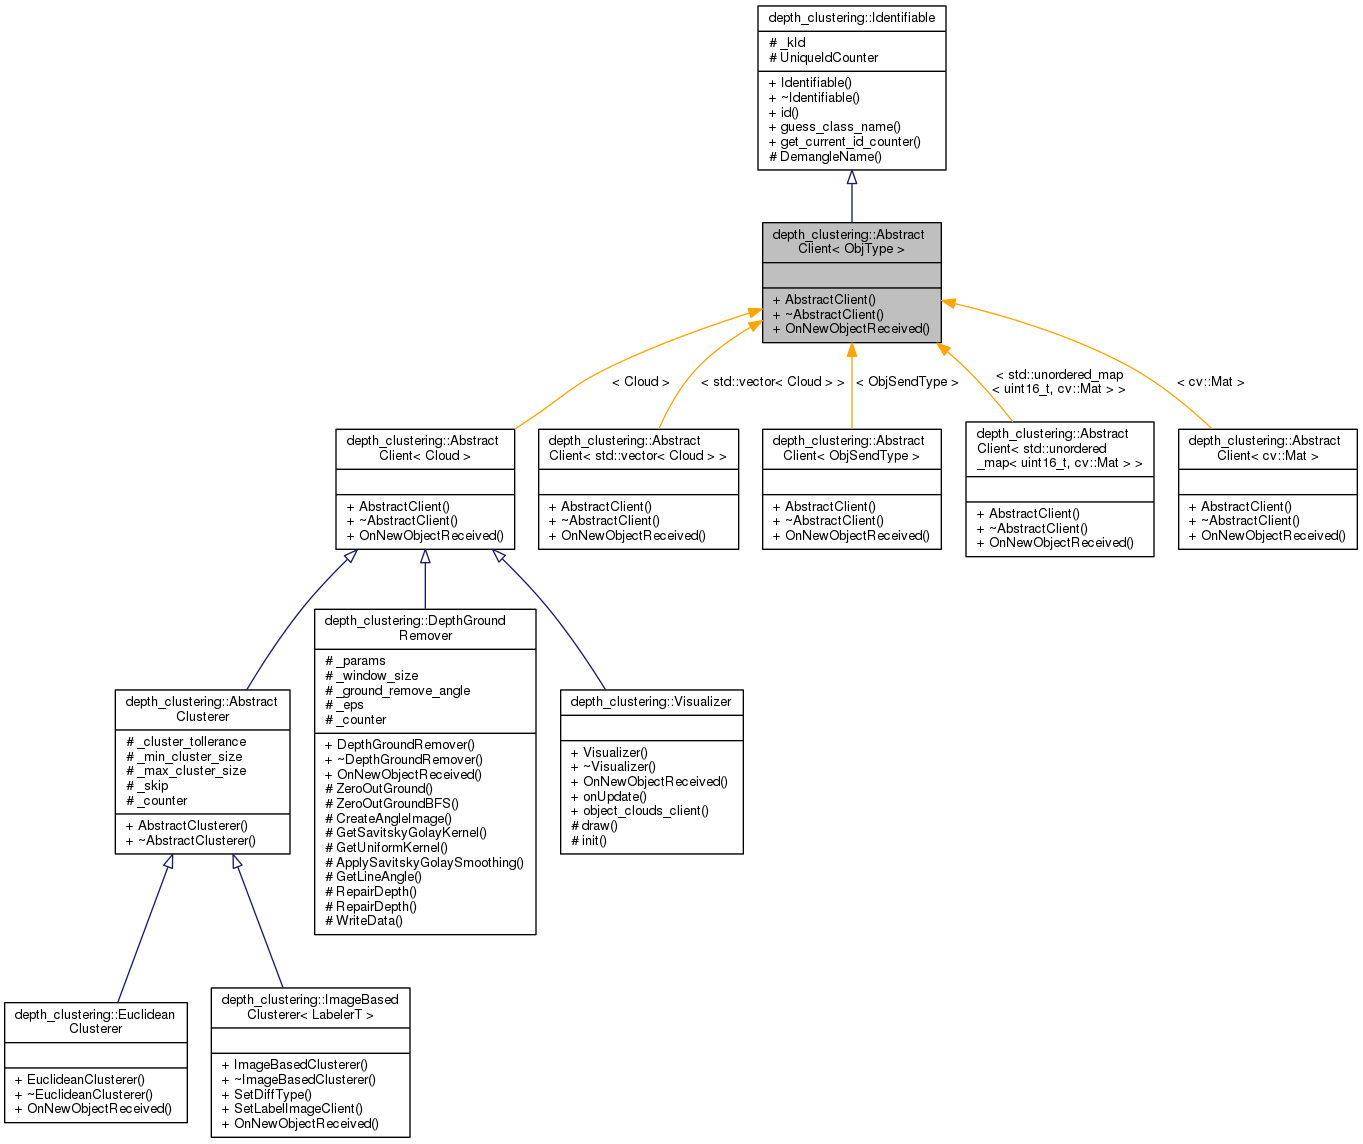 depth_clustering::Identifiable
# _kId
# UniqueIdCounter
+ Identifiable()
+ ~Identifiable()
+ id()
+ guess_class_name()
+ get_current_id_counter()
# DemangleName()
depth_clustering::Abstract
Client< ObjType >
+ AbstractClient()
+ ~AbstractClient()
+ OnNewObjectReceived()
< Cloud >
< std::vector< Cloud > >
< ObjSendType >
< std::unordered_map
< uint16_t, cv::Mat > >
< cv::Mat >
depth_clustering::Abstract
Client< Cloud >
+ AbstractClient()
+ ~AbstractClient()
+ OnNewObjectReceived()
depth_clustering::Abstract
Client< std::vector< Cloud > >
+ AbstractClient()
+ ~AbstractClient()
+ OnNewObjectReceived()
depth_clustering::Abstract
Client< ObjSendType >
+ AbstractClient()
+ ~AbstractClient()
+ OnNewObjectReceived()
depth_clustering::Abstract
Client< std::unordered
_map< uint16_t, cv::Mat > >
+ AbstractClient()
+ ~AbstractClient()
+ OnNewObjectReceived()
depth_clustering::Abstract
Client< cv::Mat >
+ AbstractClient()
+ ~AbstractClient()
+ OnNewObjectReceived()
depth_clustering::Abstract
Clusterer
# _cluster_tollerance
# _min_cluster_size
# _max_cluster_size
# _skip
# _counter
+ AbstractClusterer()
+ ~AbstractClusterer()
depth_clustering::DepthGround
Remover
# _params
# _window_size
# _ground_remove_angle
# _eps
# _counter
+ DepthGroundRemover()
+ ~DepthGroundRemover()
+ OnNewObjectReceived()
# ZeroOutGround()
# ZeroOutGroundBFS()
# CreateAngleImage()
# GetSavitskyGolayKernel()
# GetUniformKernel()
# ApplySavitskyGolaySmoothing()
# GetLineAngle()
# RepairDepth()
# RepairDepth()
# WriteData()
depth_clustering::Visualizer
+ Visualizer()
+ ~Visualizer()
+ OnNewObjectReceived()
+ onUpdate()
+ object_clouds_client()
# draw()
# init()
depth_clustering::Euclidean
Clusterer
+ EuclideanClusterer()
+ ~EuclideanClusterer()
+ OnNewObjectReceived()
depth_clustering::ImageBased
Clusterer< LabelerT >
+ ImageBasedClusterer()
+ ~ImageBasedClusterer()
+ SetDiffType()
+ SetLabelImageClient()
+ OnNewObjectReceived()